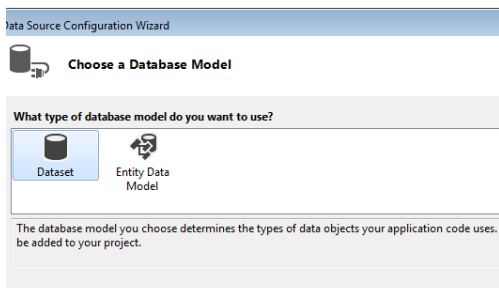 Data Source Configuration Wizard
Choose a Database Model
What type of database model do you want to use?
Dataset
Entity Data
Model
The database model you choose determines the types of data objects your application code uses.
be added to your project.